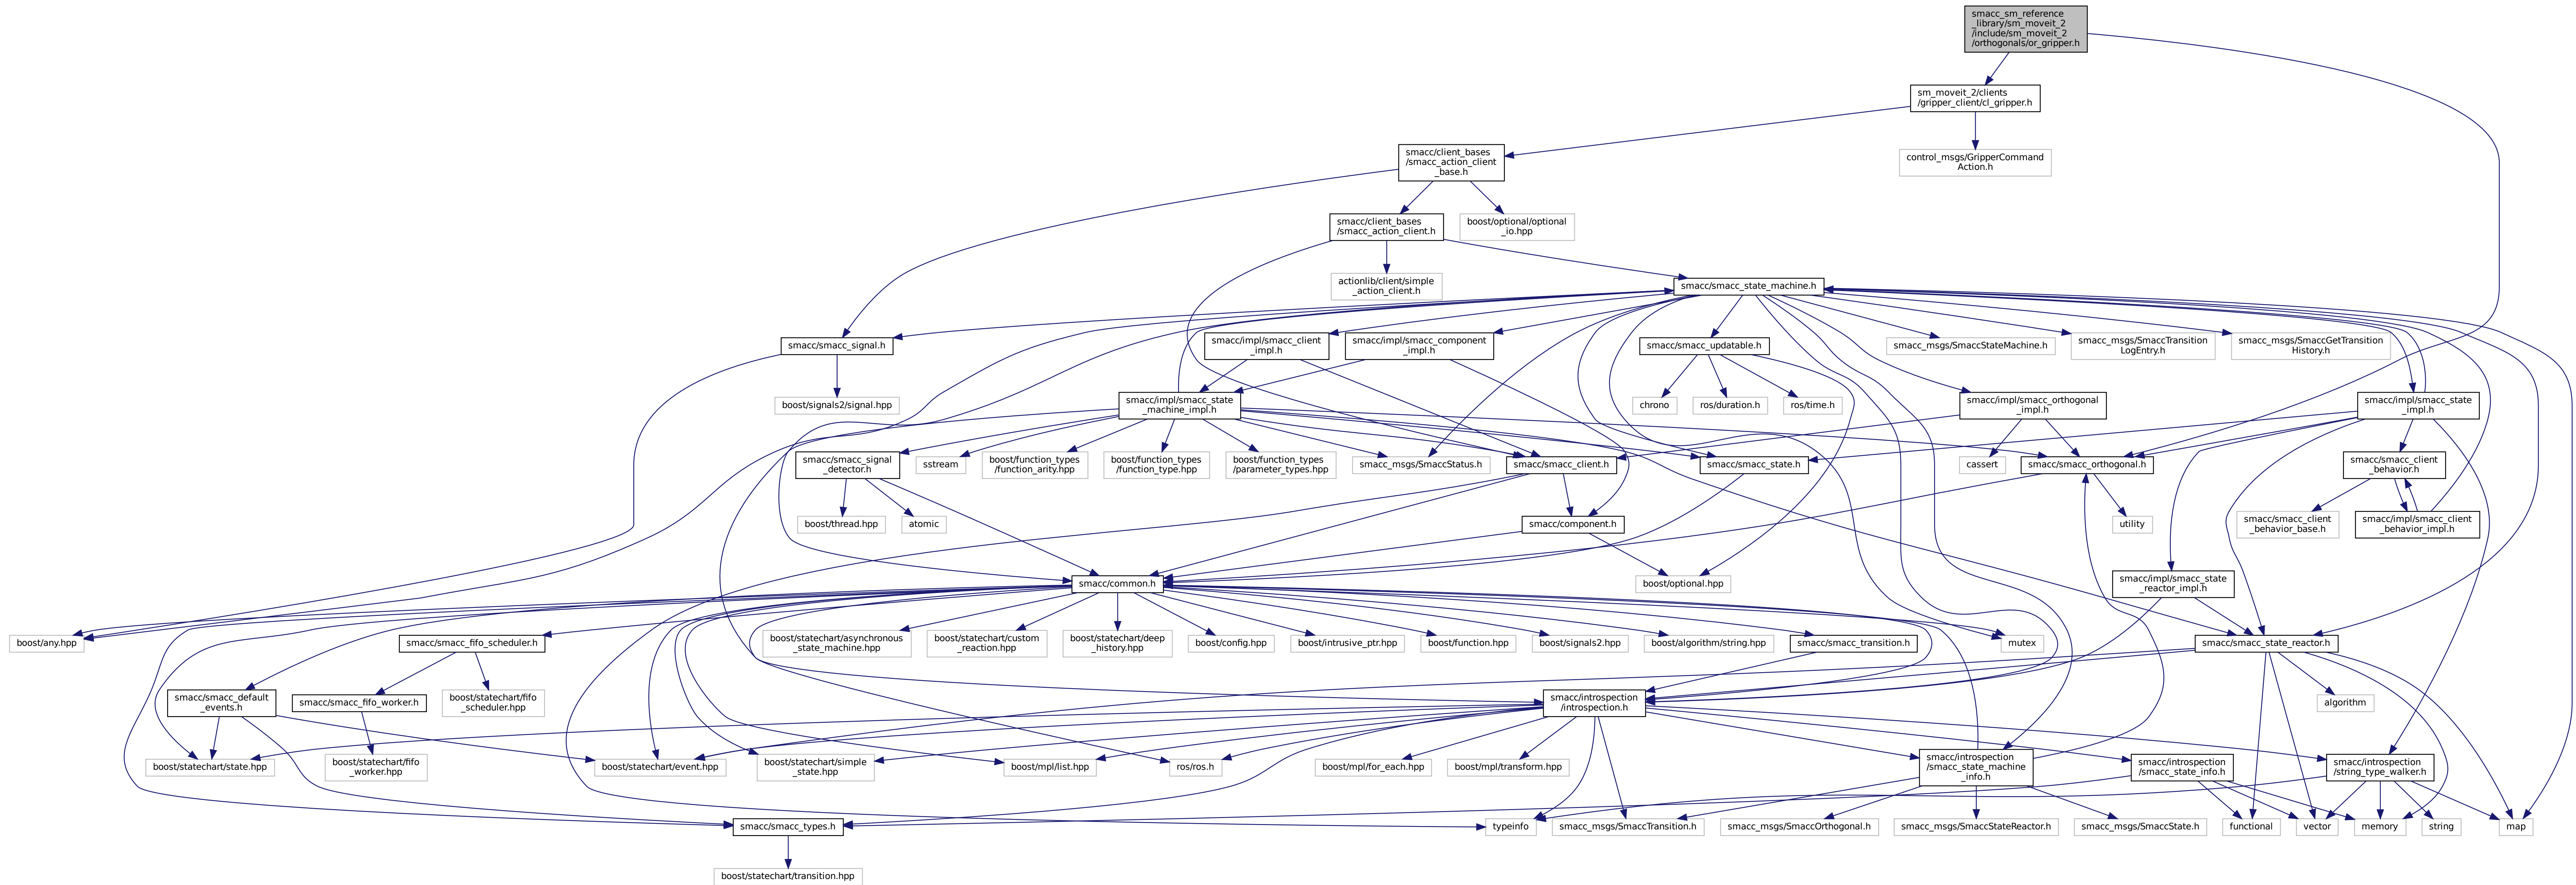 smacc_sm_reference
_library/sm_moveit_2
/include/sm_moveit_2
/orthogonals/or_gripper.h
sm_moveit_2/clients
/gripper_client/cl_gripper.h
smacc/client_bases
/smacc_action_client
_base.h
control_msgs/GripperCommand
Action.h
smacc/client_bases
/smacc_action_client.h
boost/optional/optional
_io.hpp
actionlib/client/simple
_action_client.h
smacc/smacc_state_machine.h
smacc/smacc_signal.h
smacc/impl/smacc_client
_impl.h
smacc/impl/smacc_component
_impl.h
smacc/smacc_updatable.h
smacc_msgs/SmaccStateMachine.h
smacc_msgs/SmaccTransition
LogEntry.h
smacc_msgs/SmaccGetTransition
History.h
boost/signals2/signal.hpp
smacc/impl/smacc_state
_machine_impl.h
chrono
ros/duration.h
ros/time.h
smacc/impl/smacc_orthogonal
_impl.h
smacc/impl/smacc_state
_impl.h
smacc/smacc_signal
_detector.h
sstream
boost/function_types
/function_arity.hpp
boost/function_types
/function_type.hpp
boost/function_types
/parameter_types.hpp
smacc_msgs/SmaccStatus.h
smacc/smacc_client.h
smacc/smacc_state.h
cassert
smacc/smacc_orthogonal.h
smacc/smacc_client
_behavior.h
boost/thread.hpp
atomic
smacc/component.h
utility
smacc/smacc_client
_behavior_base.h
smacc/impl/smacc_client
_behavior_impl.h
smacc/common.h
boost/optional.hpp
smacc/impl/smacc_state
_reactor_impl.h
boost/any.hpp
smacc/smacc_fifo_scheduler.h
boost/statechart/asynchronous
_state_machine.hpp
boost/statechart/custom
_reaction.hpp
boost/statechart/deep
_history.hpp
boost/config.hpp
boost/intrusive_ptr.hpp
boost/function.hpp
boost/signals2.hpp
boost/algorithm/string.hpp
smacc/smacc_transition.h
mutex
smacc/smacc_state_reactor.h
smacc/smacc_default
_events.h
smacc/smacc_fifo_worker.h
boost/statechart/fifo
_scheduler.hpp
smacc/introspection
/introspection.h
algorithm
boost/statechart/state.hpp
boost/statechart/fifo
_worker.hpp
boost/statechart/event.hpp
boost/statechart/simple
_state.hpp
boost/mpl/list.hpp
ros/ros.h
boost/mpl/for_each.hpp
boost/mpl/transform.hpp
smacc/introspection
/smacc_state_machine
_info.h
smacc/introspection
/smacc_state_info.h
smacc/introspection
/string_type_walker.h
smacc/smacc_types.h
typeinfo
smacc_msgs/SmaccTransition.h
smacc_msgs/SmaccOrthogonal.h
smacc_msgs/SmaccStateReactor.h
smacc_msgs/SmaccState.h
functional
vector
memory
string
map
boost/statechart/transition.hpp